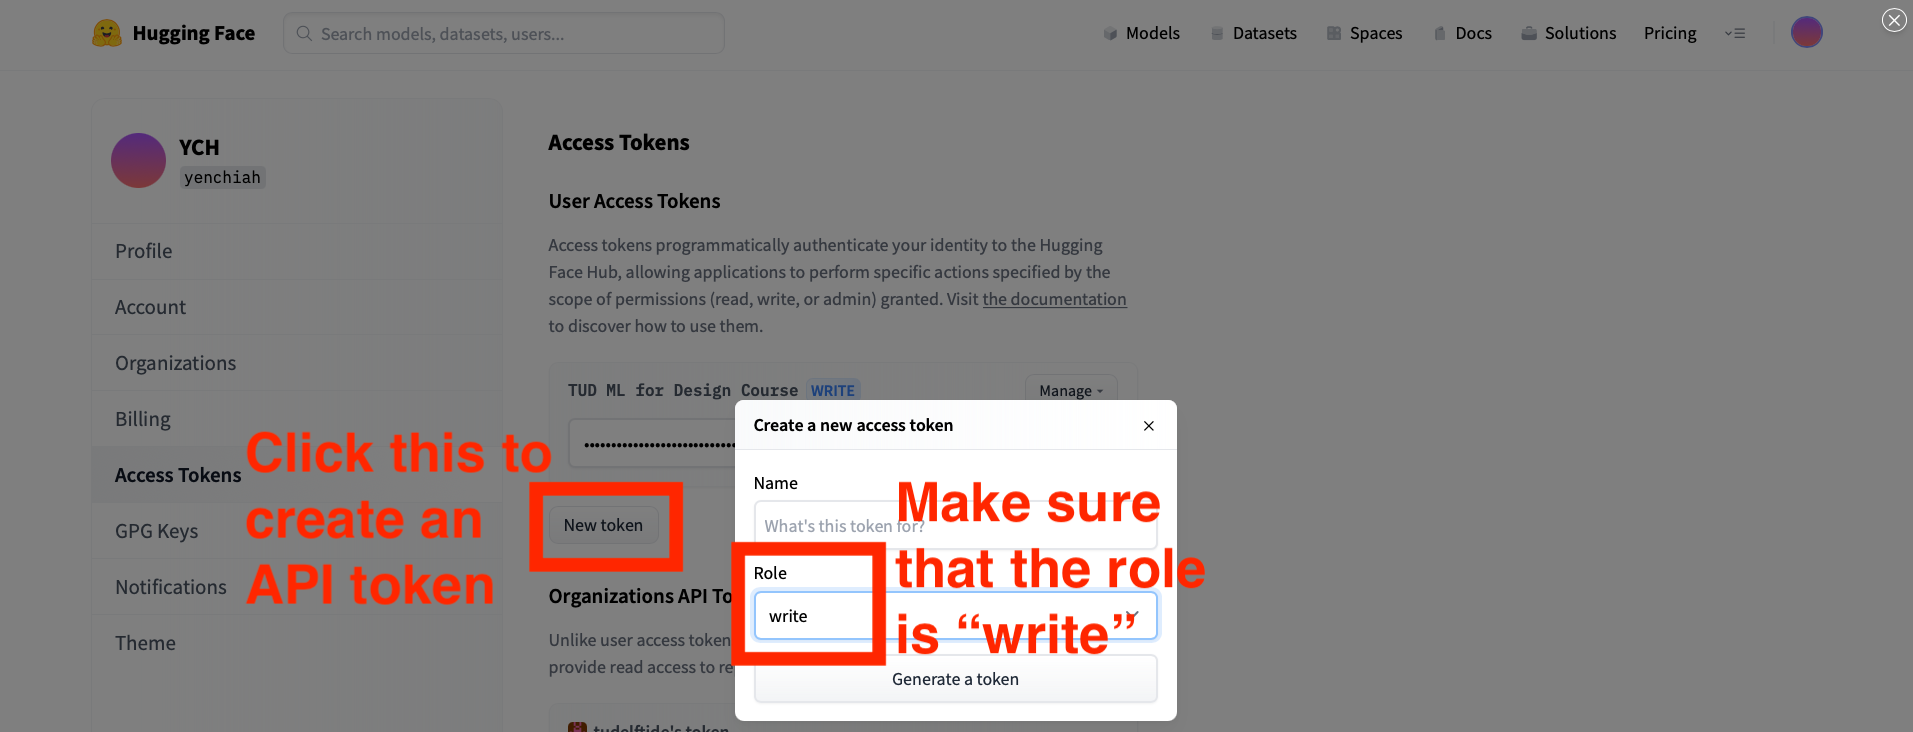 Hugging Face
Search models, datasets, users...
Models
Datasets
Spaces
Docs
Solutions
Pricing
YCH
yenchiah
Profile
Account
Organizations
Billing
Access Tokens
GPG Keys
Notifications
Theme
Access Tokens
User Access Tokens
Access tokens programmatically authenticate your identity to the Hugging
Face Hub, allowing applications to perform specific actions specified by the
scope of permissions (read, write, or admin) granted. Visit the documentation
to discover how to use them.
TUD ML for Design Course WRITE
Manage
New token
Organizations API To
Unlike user access token
provide read access to re
tudelftide's token
Click this to
create an
API token
Create a new access token
Name
What's this token for?
Role
write
Generate a token
Make sure
that the role
is “write”